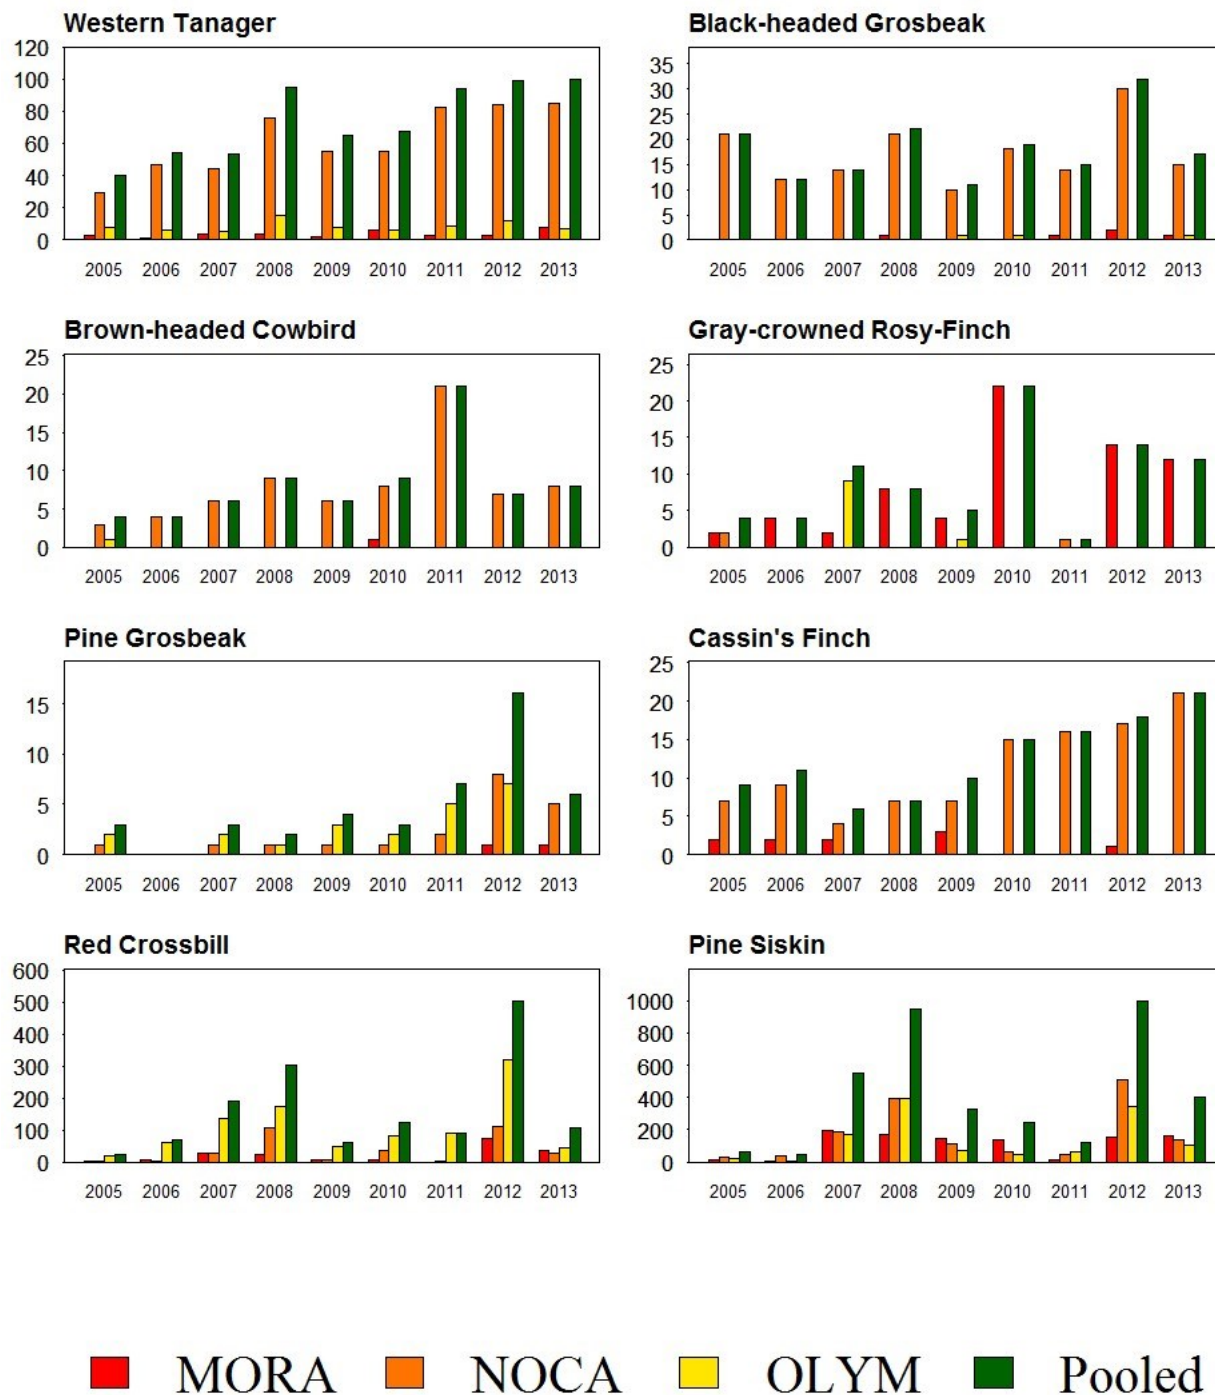 Western Tanager
120
100
80
60
40
20
0
2005 2006 2007 2008 2009 2010 2011 2012 2013
Black-headed Grosbeak
35
30
25
20
15
10
5
0
2005 2006 2007 2008 2009 2010 2011 2012 2013
Brown-headed Cowbird
25
20
15
10
5
0
2005 2006 2007 2008 2009 2010 2011 2012 2013
Gray-crowned Rosy-Finch
25
20
15
10
5
0
2005 2006 2007 2008 2009 2010 2011 2012 2013
Pine Grosbeak
15
10
5
0
2005 2006 2007 2008 2009 2010 2011 2012 2013
Cassin's Finch
25
20
15
10
5
0
2005 2006 2007 2008 2009 2010 2011 2012 2013
Red Crossbill
600
500
400
300
200
100
0
2005 2006 2007 2008 2009 2010 2011 2012 2013
Pine Siskin
1000
800
600
400
200
0
2005 2006 2007 2008 2009 2010 2011 2012 2013
MORA NOCA OLYM Pooled